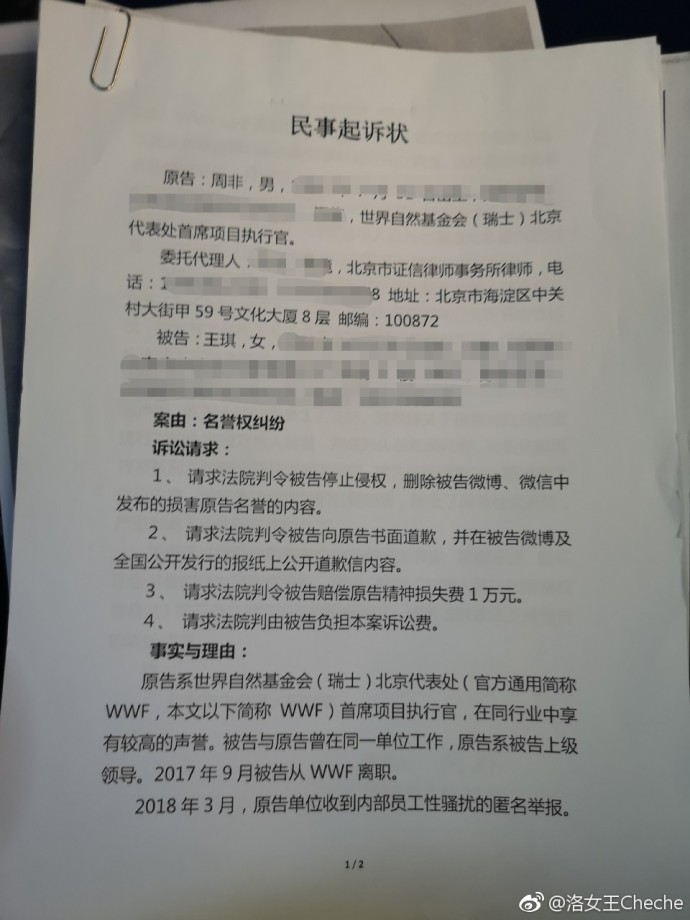 民事起诉状
原告：周非，男，
，世界自然基金会（瑞士）北京
代表处首席项目执行官。
委托代理人，，北京市证信律师事务所律师，电
话：1 8 地址：北京市海淀区中关
村大街甲 59 号文化大厦 8 层 邮编：100872
被告：王琪，女，
案由：名誉权纠纷
诉讼请求：
1、 请求法院判令被告停止侵权，删除被告微博、微信中
发布的损害原告名誉的内容。
2、 请求法院判令被告向原告书面道歉，并在被告微博及
全国公开发行的报纸上公开道歉信内容。
3、 请求法院判令被告赔偿原告精神损失费 1 万元。
4、 请求法院判由被告负担本案诉讼费。
事实与理由：
原告系世界自然基金会（瑞士）北京代表处（官方通用简称
WWF，本文以下简称 WWF）首席项目执行官，在同行业中享
有较高的声誉。被告与原告曾在同一单位工作，原告系被告上级
领导。2017 年 9 月被告从 WWF 离职。
2018 年 3 月，原告单位收到内部员工性骚扰的匿名举报。
1 / 2
@洛女王Cheche